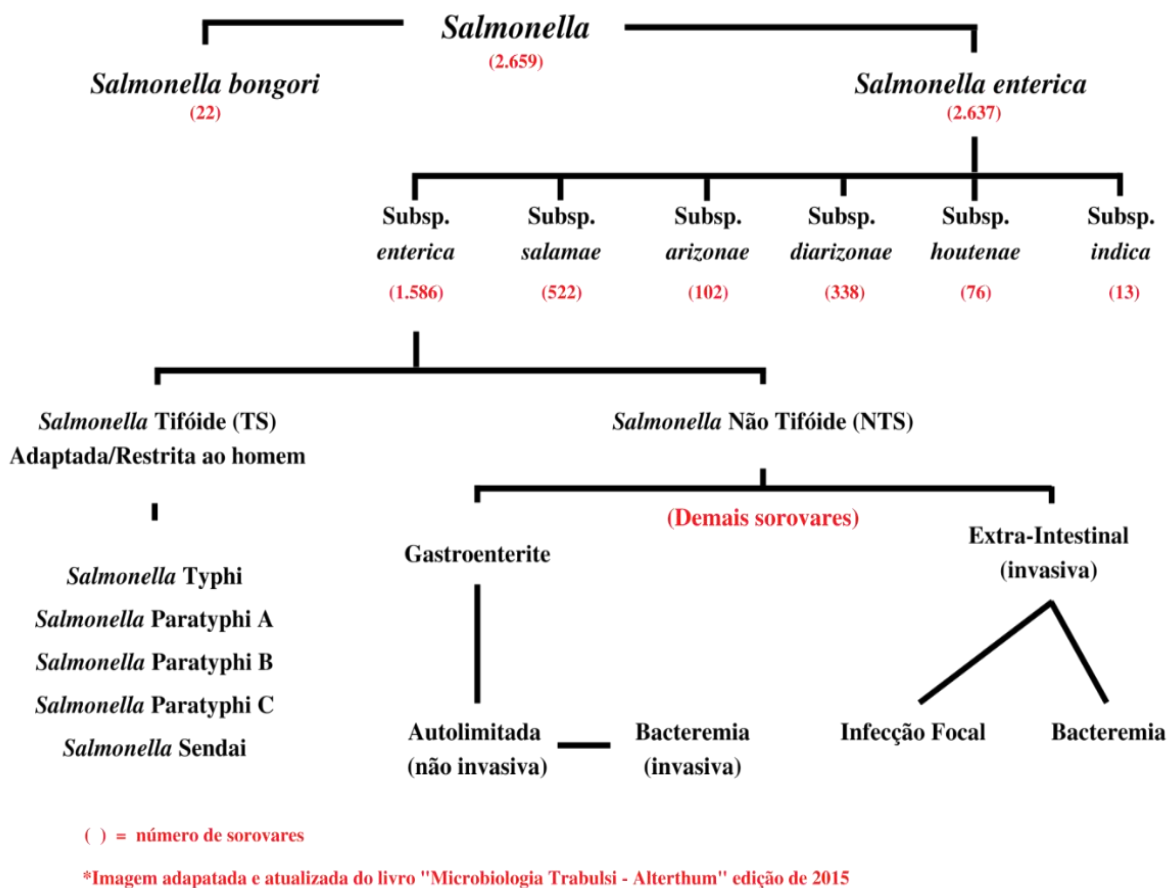 Salmonella
(2.659)
Salmonella bongori
(22)
Salmonella enterica
(2.637)
Subsp.
enterica
(1.586)
Subsp.
salamae
(522)
Subsp.
arizonae
(102)
Subsp.
diarizonae
(338)
Subsp.
houtenae
(76)
Subsp.
indica
(13)
Salmonella Tifóide (TS)
Adaptada/Restrita ao homem
Salmonella Typhi
Salmonella Paratyphi A
Salmonella Paratyphi B
Salmonella Paratyphi C
Salmonella Sendai
Salmonella Não Tifóide (NTS)
(Demais sorovares)
Gastroenterite
Autolimitada
(não invasiva)
Bacteremia
(invasiva)
Extra-Intestinal
(invasiva)
Infecção Focal
Bacteremia
( ) = número de sorovares
*Imagem adapatada e atualizada do livro "Microbiologia Trabulsi - Alterthum" edição de 2015